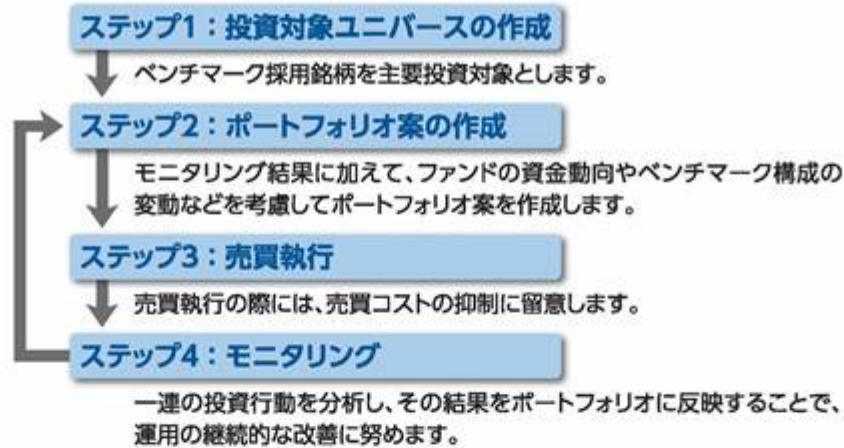 ステップ1：投資対象ユニバースの作成
ベンチマーク採用銘柄を主要投資対象とします。
ステップ2：ポートフォリオ案の作成
モニタリング結果に加えて、ファンドの資金動向やベンチマーク構成の
変動などを考慮してポートフォリオ案を作成します。
ステップ3：売買執行
売買執行の際には、売買コストの抑制に留意します。
ステップ4：モニタリング
一連の投資行動を分析し、その結果をポートフォリオに反映することで、
運用の継続的な改善に努めます。